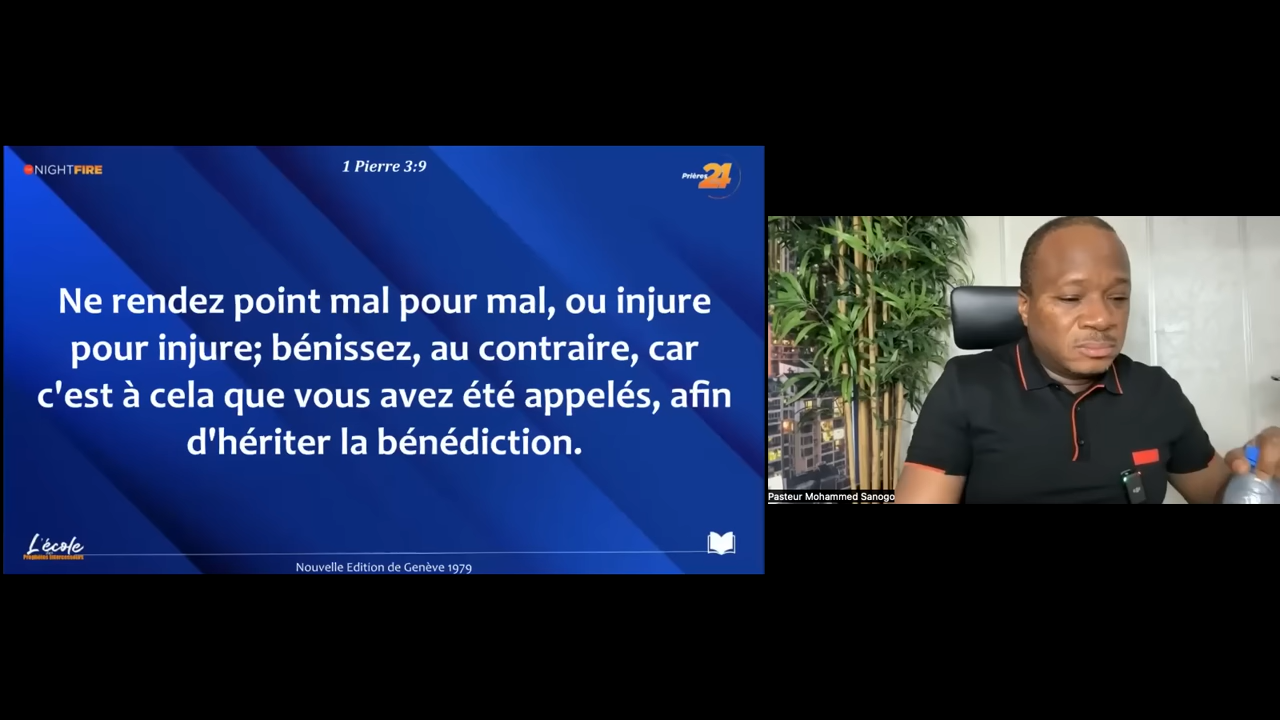 NIGHTFIRE
1 Pierre 3:9
Prières 24
Ne rendez point mal pour mal, ou injure
pour injure; bénissez, au contraire, car
c'est à cela que vous avez été appelés, afin
d'hériter la bénédiction.
L'école
Nouvelle Edition de Genève 1979
Pasteur Mohammed Sanogo